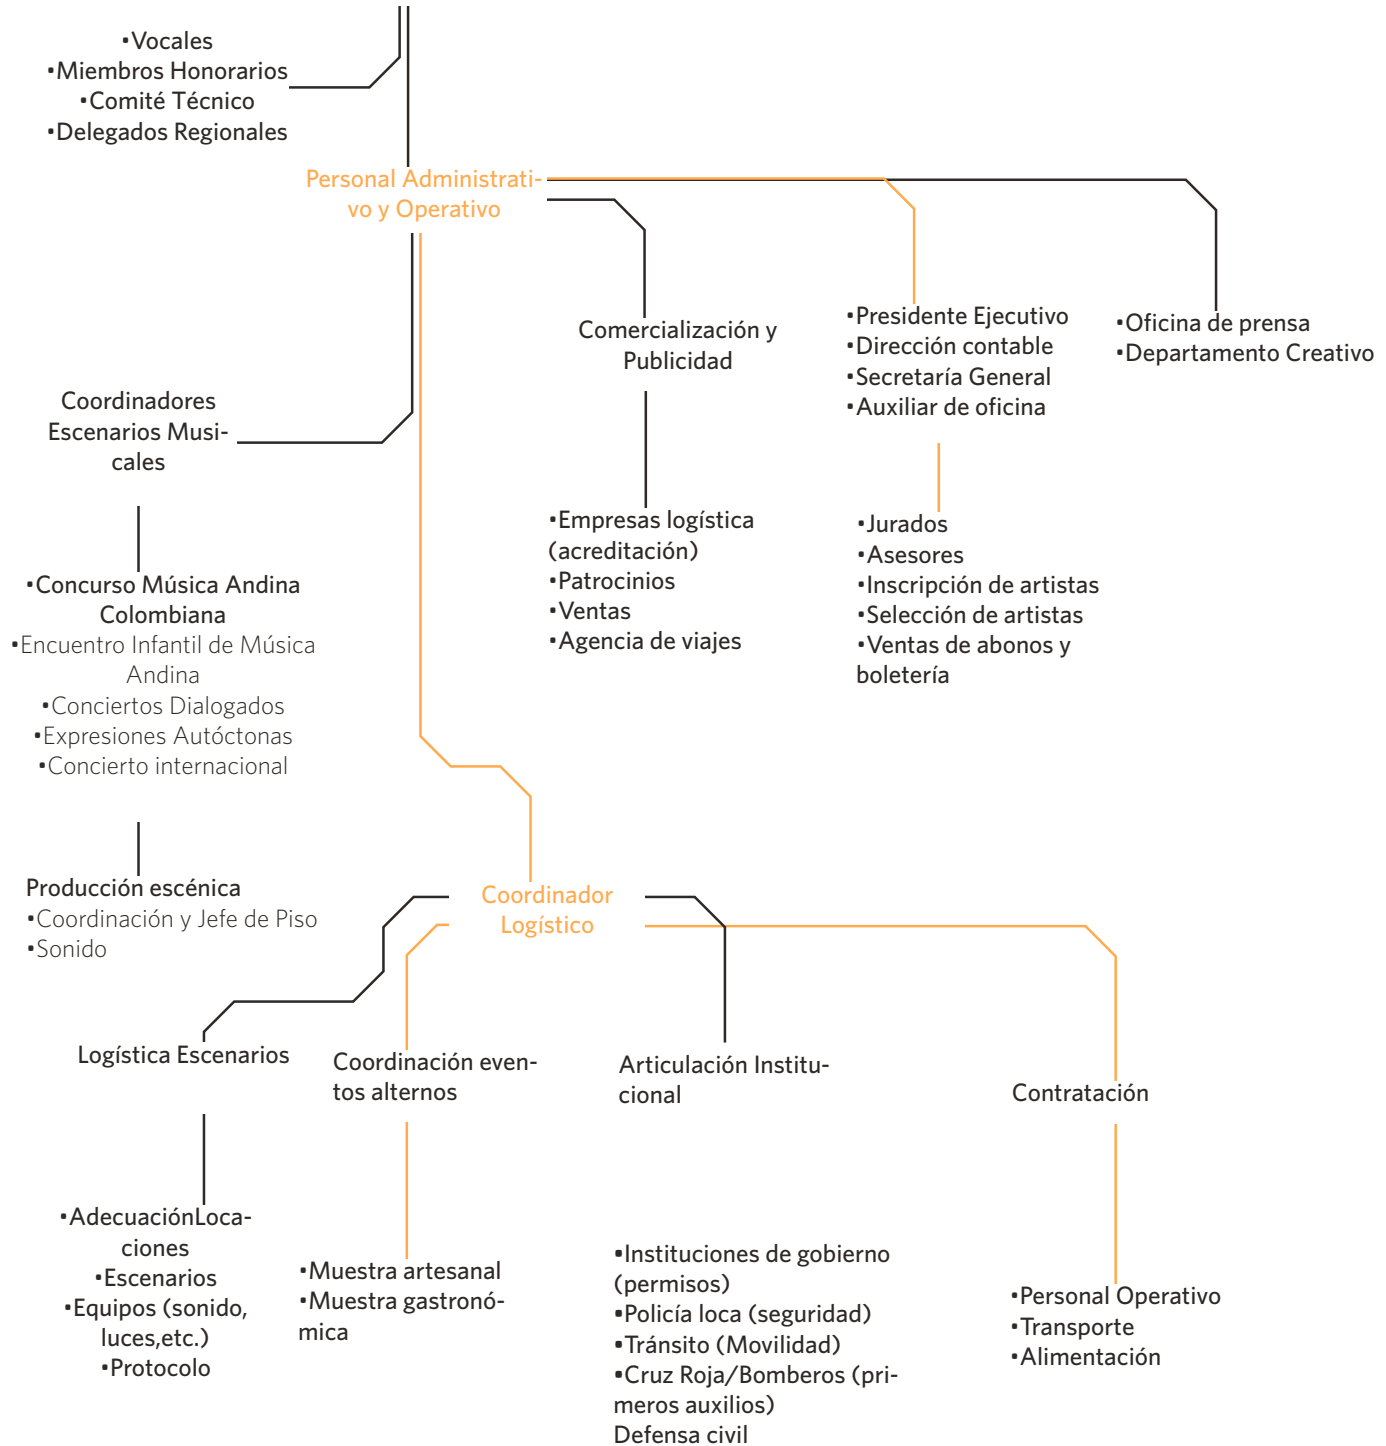 •Vocales
•Miembros Honorarios
•Comité Técnico
•Delegados Regionales
Personal Administrati-
vo y Operativo
Comercialización y
Publicidad
•Presidente Ejecutivo
•Dirección contable
•Secretaría General
•Auxiliar de oficina
•Oficina de prensa
•Departamento Creativo
Coordinadores
Escenarios Musi-
cales
•Empresas logística
(acreditación)
•Patrocinios
•Ventas
•Agencia de viajes
•Jurados
•Asesores
•Inscripción de artistas
•Selección de artistas
•Ventas de abonos y
boletería
•Concurso Música Andina
Colombiana
•Encuentro Infantil de Música
Andina
•Conciertos Dialogados
•Expresiones Autóctonas
•Concierto internacional
Producción escénica
•Coordinación y Jefe de Piso
•Sonido
Coordinador
Logístico
Logística Escenarios
Coordinación even-
tos alternos
Articulación Institu-
cional
Contratación
•AdecuaciónLoca-
ciones
•Escenarios
•Equipos (sonido,
luces,etc.)
•Protocolo
•Muestra artesanal
•Muestra gastronó-
mica
•Instituciones de gobierno
(permisos)
•Policía loca (seguridad)
•Tránsito (Movilidad)
•Cruz Roja/Bomberos (pri-
meros auxilios)
Defensa civil
•Personal Operativo
•Transporte
•Alimentación